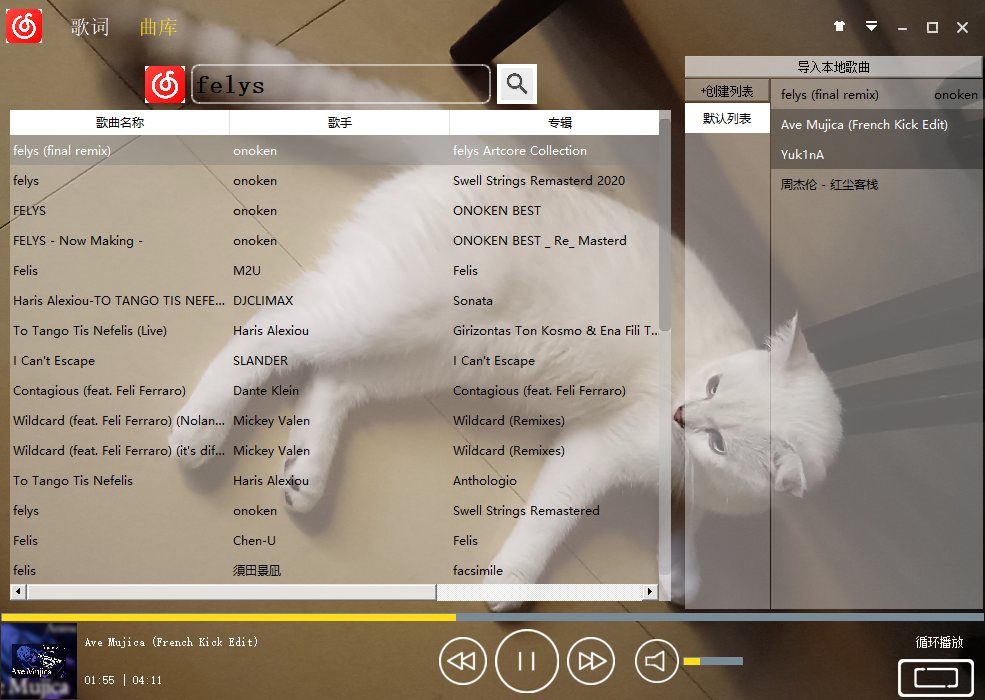 歌词 曲库
felys
导入本地歌曲
+创建列表
默认列表
felys (final remix) onoken
Ave Mujica (French Kick Edit)
Yuk1nA
周杰伦 - 红尘客栈
歌曲名称 歌手 专辑
felys (final remix) onoken felys Artcore Collection
felys onoken Swell Strings Remasterd 2020
FELYS onoken ONOKEN BEST
FELYS - Now Making - onoken ONOKEN BEST _ Re_ Masterd
Felis M2U Felis
Haris Alexiou-TO TANGO TIS NEFE... DJCLIMAX Sonata
To Tango Tis Nefelis (Live) Haris Alexiou Girizontas Ton Kosmo & Ena Fili T...
I Can't Escape SLANDER I Can't Escape
Contagious (feat. Feli Ferraro) Dante Klein Contagious (feat. Feli Ferraro)
Wildcard (feat. Feli Ferraro) (Nolan... Mickey Valen Wildcard (Remixes)
Wildcard (feat. Feli Ferraro) (it's dif... Mickey Valen Wildcard (Remixes)
To Tango Tis Nefelis Haris Alexiou Anthologio
felys onoken Swell Strings Remastered
Felis Chen-U Felis
felis 須田景凪 facsimile
Ave Mujica
Mujica
Ave Mujica (French Kick Edit)
01:55 | 04:11
循环播放